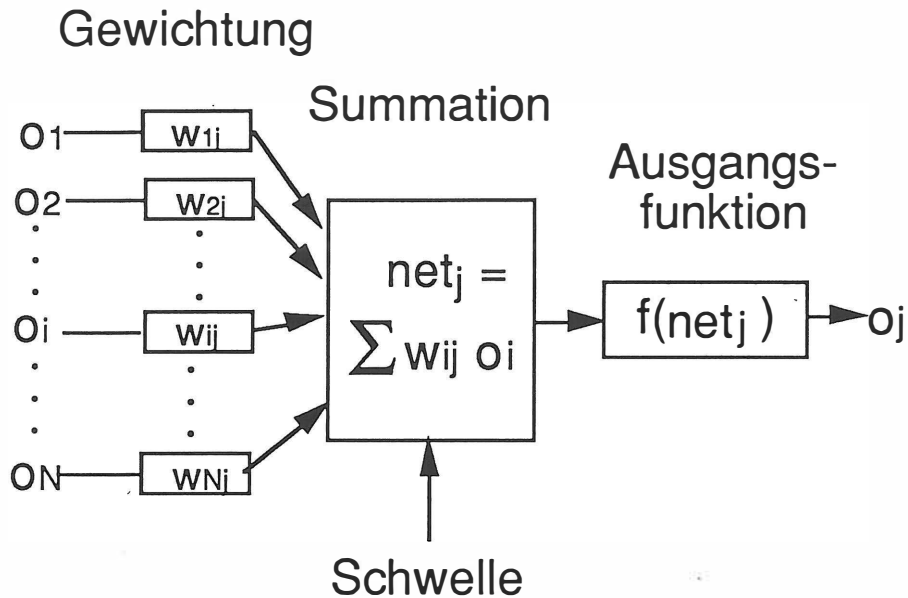 Gewichtung
Summation
Ausgangs-
funktion
o1 w1j
o2 w2j
oi wij
oN wNj
netj =
∑ wij oi
f(netj)
oj
Schwelle